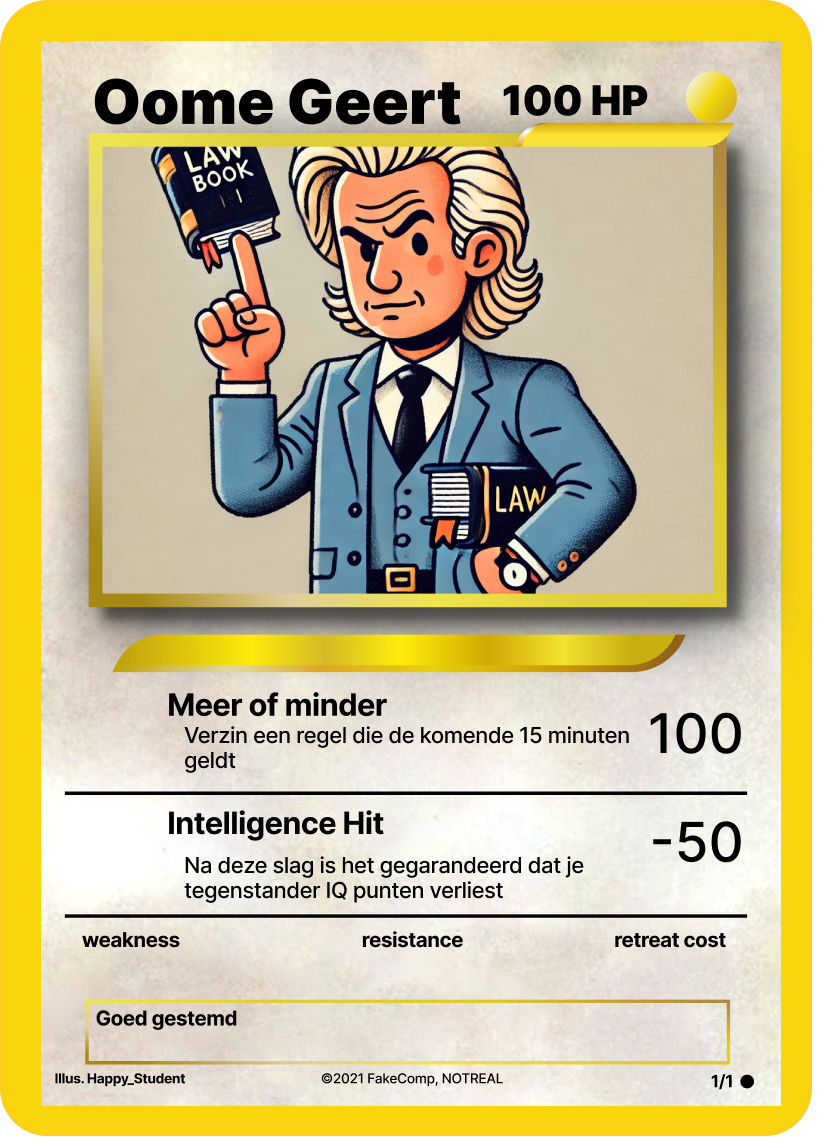 Oome Geert 100 HP
LAW
BOOK
LAW
Meer of minder
Verzin een regel die de komende 15 minuten
geldt
100
Intelligence Hit
Na deze slag is het gegarandeerd dat je
tegenstander IQ punten verliest
-50
weakness resistance retreat cost
Goed gestemd
Illus. Happy_Student ©2021 FakeComp, NOTREAL 1/1